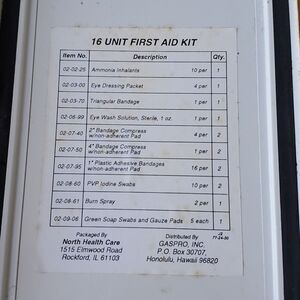 16 UNIT FIRST AID KIT
Item No. Description Qty.
02-02-25 Ammonia Inhalants 10 per 1
02-03-00 Eye Dressing Packet 4 per 1
02-03-70 Triangular Bandage 1 per 1
02-06-99 Eye Wash Solution, Sterile, 1 oz. 1 per 1
02-07-40 2" Bandage Compress
w/non-adherent Pad 4 per 2
02-07-50 4" Bandage Compress
w/non-adherent Pad 1 per 2
02-07-95 1" Plastic Adhesive Bandages
w/non-adherent Pad 16 per 2
02-08-60 PVP Iodine Swabs 10 per 2
02-08-61 Burn Spray 2 per 1
02-09-06 Green Soap Swabs and Gauze Pads 5 each 1
Packaged By
North Health Care
1515 Elmwood Road
Rockford, IL 61103
Distributed By
GASPRO, INC.
P.O. Box 30707,
Honolulu, Hawaii 96820